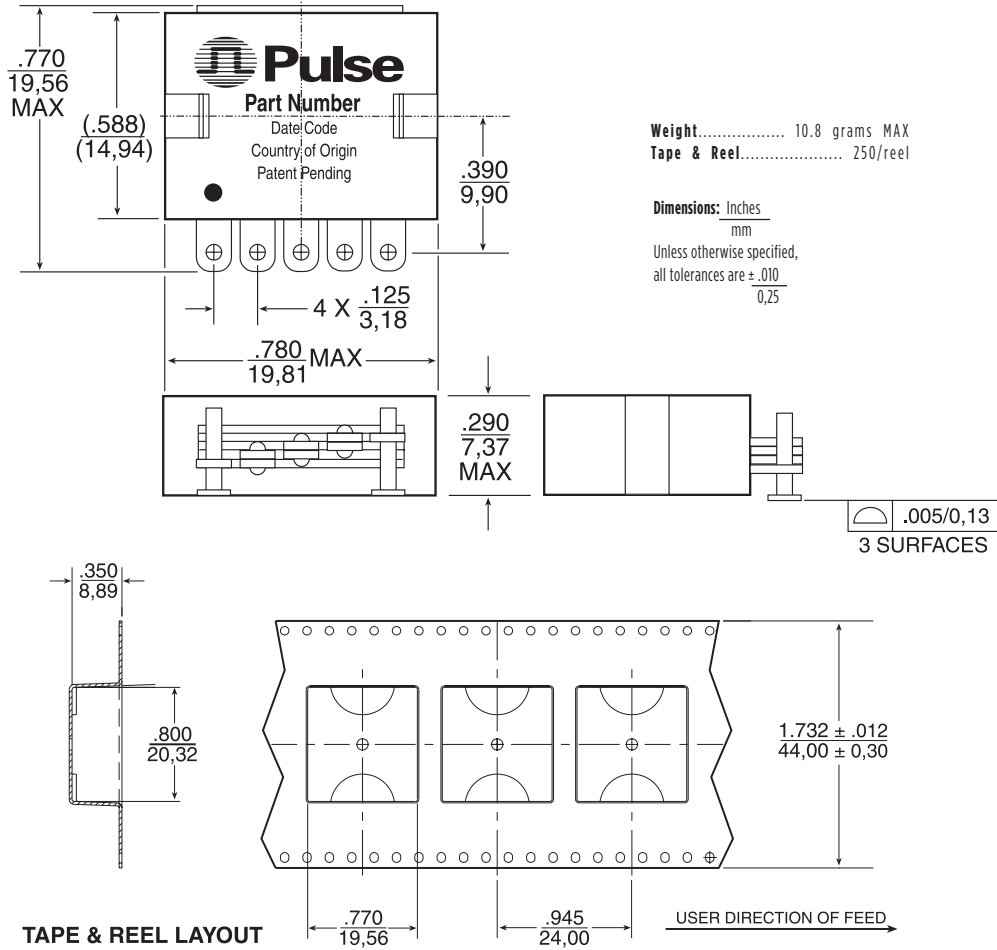 .770
19,56
MAX
(.588)
(14,94)
Pulse
Part Number
Date Code
Country of Origin
Patent Pending
.390
9,90
4 X .125
3,18
.780 MAX
19,81
Weight................. 10.8 grams MAX
Tape & Reel..................... 250/reel
Dimensions: Inches
mm
Unless otherwise specified,
all tolerances are ± .010
0,25
.290
7,37
MAX
.005/0,13
3 SURFACES
.350
8,89
.800
20,32
1.732 ± .012
44,00 ± 0,30
.770
19,56
.945
24,00
USER DIRECTION OF FEED
TAPE & REEL LAYOUT